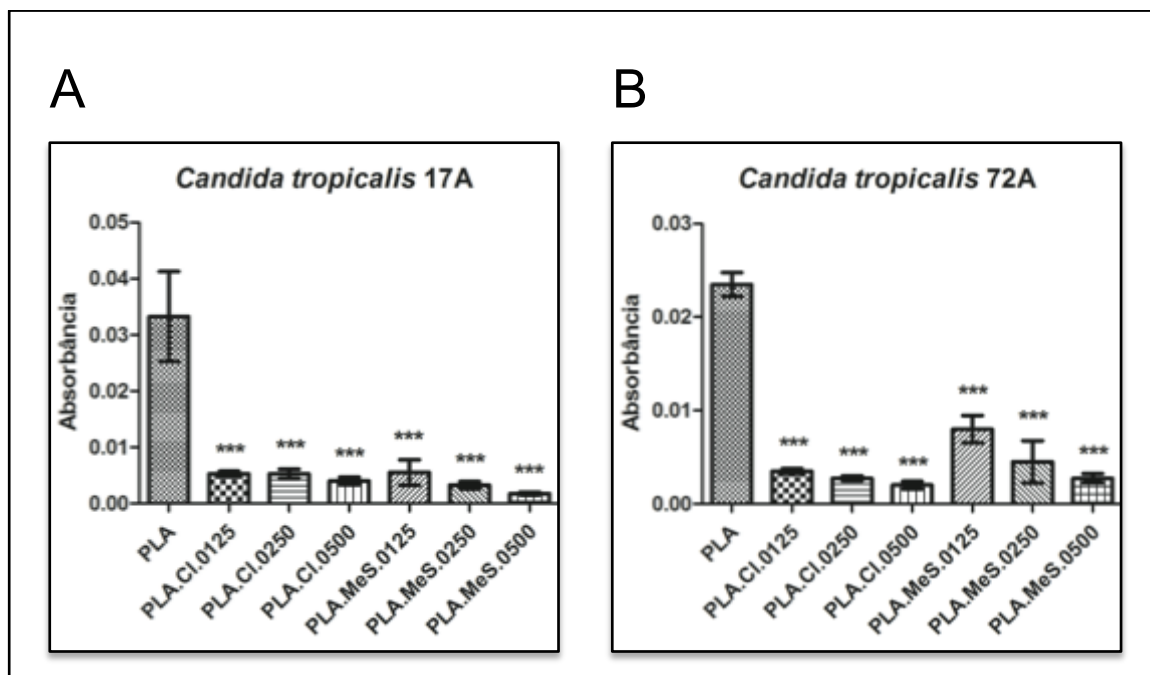 A
B
Candida tropicalis 17A
Absorbância
0.05
0.04
0.03
0.02
0.01
0.00
***
***
***
***
***
***
PLA
PLA.Cl.0125
PLA.Cl.0250
PLA.Cl.0500
PLA.MeS.0125
PLA.MeS.0250
PLA.MeS.0500
Candida tropicalis 72A
Absorbância
0.03
0.02
0.01
0.00
***
***
***
***
***
***
PLA
PLA.Cl.0125
PLA.Cl.0250
PLA.Cl.0500
PLA.MeS.0125
PLA.MeS.0250
PLA.MeS.0500